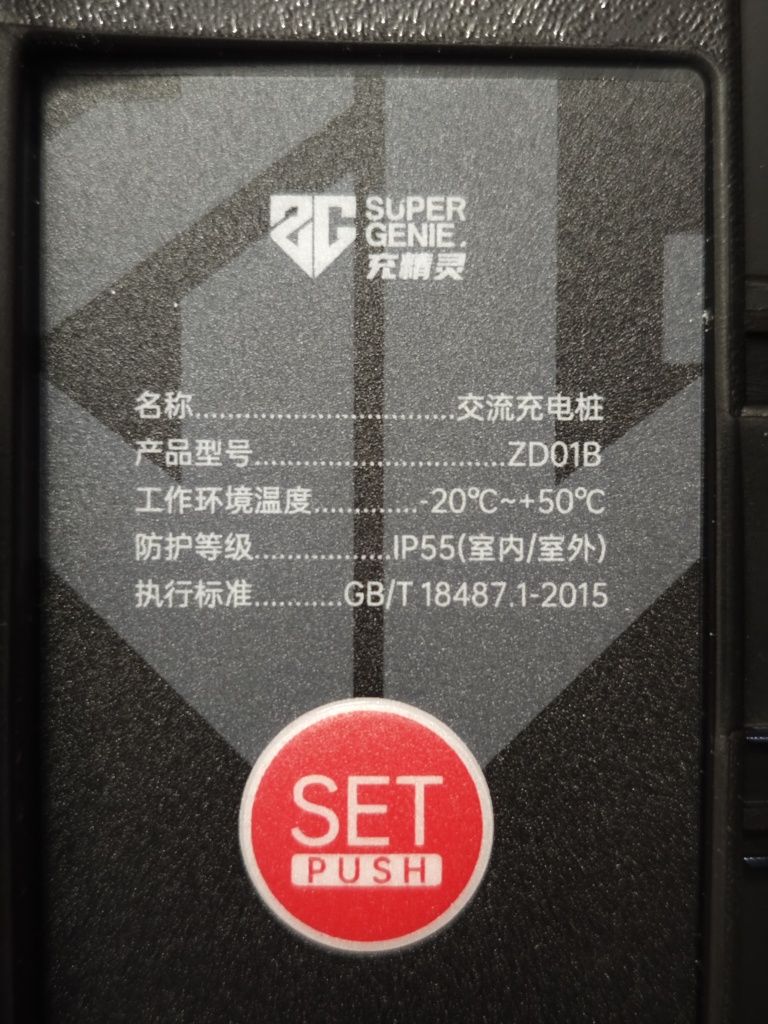 SUPER
GENIE.
充精灵
名称............................交流充电桩
产品型号...........................ZD01B
工作环境温度............-20℃~+50℃
防护等级...............IP55(室内/室外)
执行标准...........GB/T 18487.1-2015
SET
PUSH